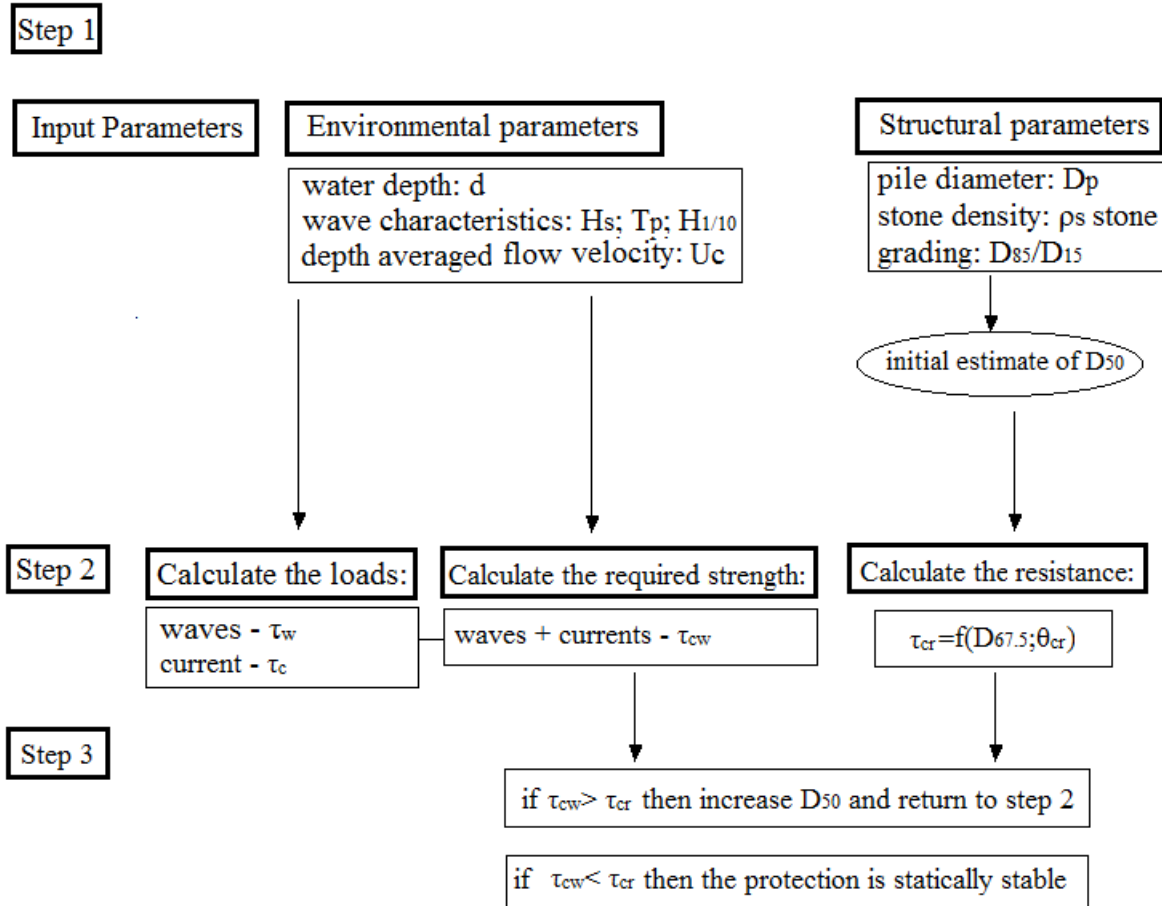 Step 1
Input Parameters
Environmental parameters
Structural parameters
water depth: d
wave characteristics: Hs; Tp; H1/10
depth averaged flow velocity: Uc
pile diameter: Dp
stone density: ρs stone
grading: D85/D15
initial estimate of D50
Step 2
Calculate the loads:
Calculate the required strength:
Calculate the resistance:
waves - τw
current - τc
waves + currents - τcw
τcr=f(D67.5;θcr)
Step 3
if τcw> τcr then increase D50 and return to step 2
if τcw< τcr then the protection is statically stable